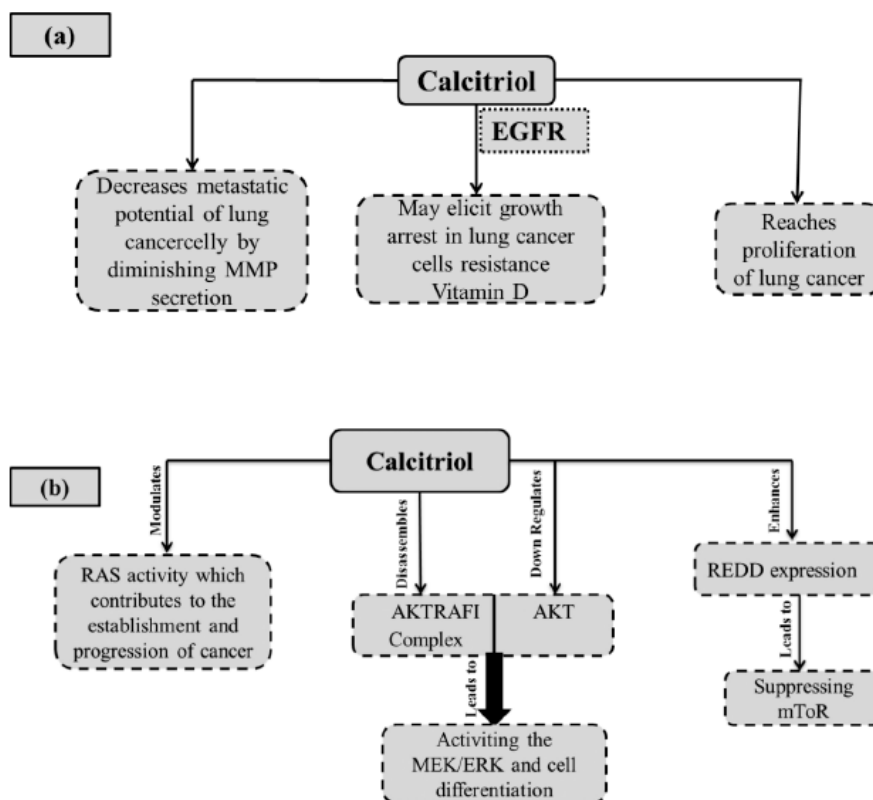 (a)
Calcitriol
EGFR
Decreases metastatic
potential of lung
cancercelly by
diminishing MMP
secretion
May elicit growth
arrest in lung cancer
cells resistance
Vitamin D
Reaches
proliferation
of lung cancer
(b)
Calcitriol
Modulates
Disassembles
Down Regulates
Enhances
RAS activity which
contributes to the
establishment and
progression of cancer
AKTRAFI
Complex
AKT
REDD expression
Leads to
Leads to
Activiting the
MEK/ERK and cell
differentiation
Suppressing
mToR